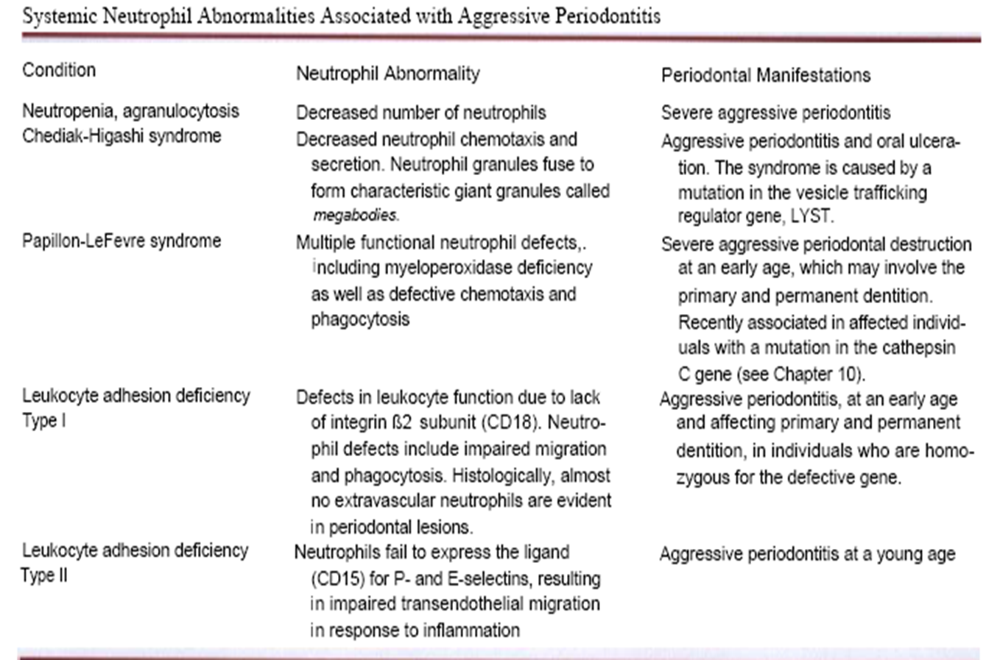 Systemic Neutrophil Abnormalities Associated with Aggressive Periodontitis
Condition
Neutrophil Abnormality
Periodontal Manifestations
Neutropenia, agranulocytosis
Decreased number of neutrophils
Severe aggressive periodontitis
Chediak-Higashi syndrome
Decreased neutrophil chemotaxis and
secretion. Neutrophil granules fuse to
form characteristic giant granules called
megabodies.
Aggressive periodontitis and oral ulcera-
tion. The syndrome is caused by a
mutation in the vesicle trafficking
regulator gene, LYST.
Papillon-LeFevre syndrome
Multiple functional neutrophil defects,.
including myeloperoxidase deficiency
as well as defective chemotaxis and
phagocytosis
Severe aggressive periodontal destruction
at an early age, which may involve the
primary and permanent dentition.
Recently associated in affected individ-
uals with a mutation in the cathepsin
C gene (see Chapter 10).
Leukocyte adhesion deficiency
Type I
Defects in leukocyte function due to lack
of integrin ß2 subunit (CD18). Neutro-
phil defects include impaired migration
and phagocytosis. Histologically, almost
no extravascular neutrophils are evident
in periodontal lesions.
Aggressive periodontitis, at an early age
and affecting primary and permanent
dentition, in individuals who are homo-
zygous for the defective gene.
Leukocyte adhesion deficiency
Type II
Neutrophils fail to express the ligand
(CD15) for P- and E-selectins, resulting
in impaired transendothelial migration
in response to inflammation
Aggressive periodontitis at a young age